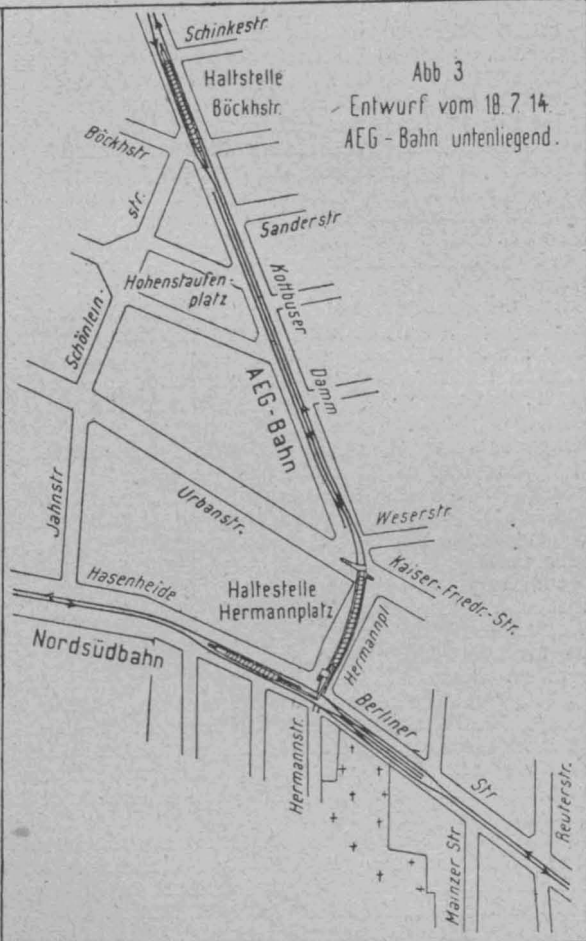 Schinkestr.
Haltstelle
Böckhstr.
Abb 3
Entwurf vom 18.7.14.
AEG-Bahn untenliegend.
Böckhstr
str.
Sanderstr
Hohenstaufen-
platz
Kottbuser
Schönlein-
Damm
AEG-Bahn
Jahnstr
Urbanstr.
Weserstr
Kaiser-Friedr.-Str.
Hasenheide
Haltestelle
Hermannplatz
Hermannpl
Nordsüdbahn
Berliner
Str
Hermannstr.
Reuterstr.
Mainzer Str